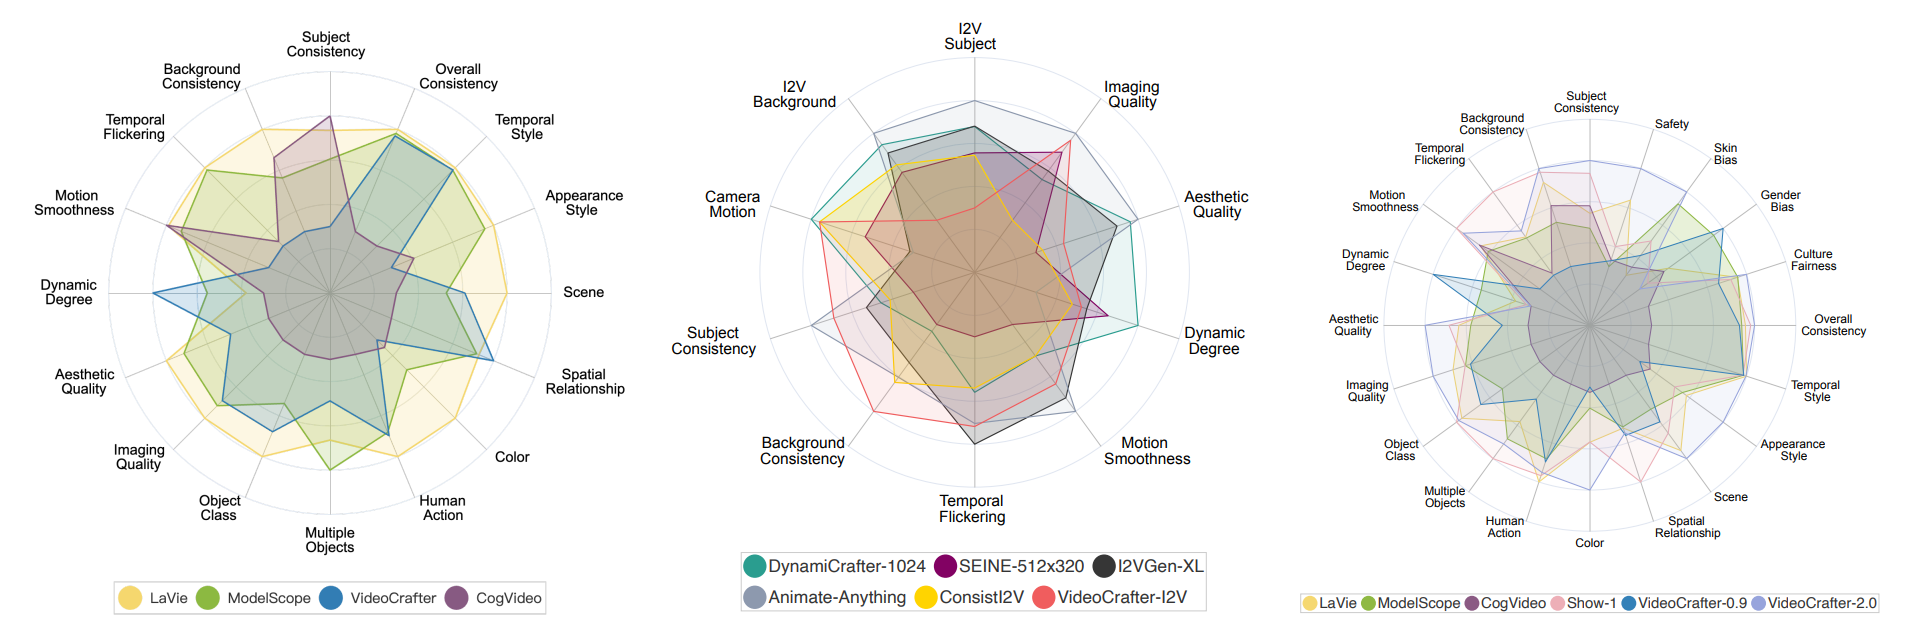 Subject
Consistency
Overall
Consistency
Temporal
Style
Appearance
Style
Scene
Spatial
Relationship
Color
Human
Action
Multiple
Objects
Object
Class
Imaging
Quality
Aesthetic
Quality
Dynamic
Degree
Motion
Smoothness
Temporal
Flickering
Background
Consistency
LaVie ModelScope VideoCrafter CogVideo
I2V
Subject
Imaging
Quality
Aesthetic
Quality
Dynamic
Degree
Motion
Smoothness
Temporal
Flickering
Background
Consistency
Subject
Consistency
Camera
Motion
I2V
Background
DynamiCrafter-1024 SEINE-512x320 I2VGen-XL
Animate-Anything ConsistI2V VideoCrafter-I2V
Subject
Consistency
Safety
Skin
Bias
Gender
Bias
Culture
Fairness
Overall
Consistency
Temporal
Style
Appearance
Style
Scene
Spatial
Relationship
Color
Human
Action
Multiple
Objects
Object
Class
Imaging
Quality
Aesthetic
Quality
Dynamic
Degree
Motion
Smoothness
Temporal
Flickering
Background
Consistency
LaVie ModelScope CogVideo Show-1 VideoCrafter-0.9 VideoCrafter-2.0